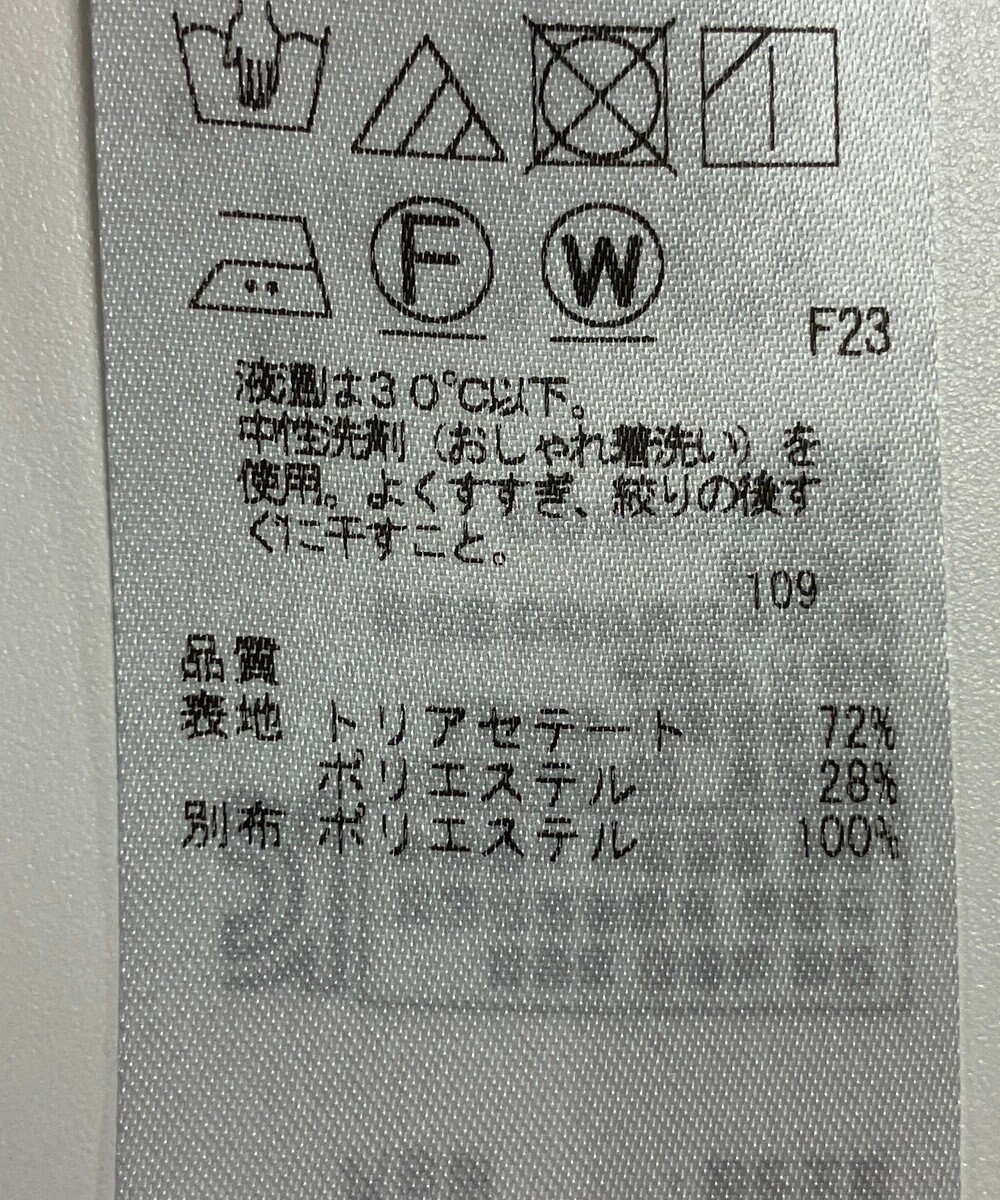 F
W
F23
液温は30℃以下。
中性洗剤(おしゃれ着洗い)を
使用。よくすすぎ、絞りの後す
ぐに干すこと。
109
品質
表地 トリアセテート 72%
ポリエステル 28%
別布 ポリエステル 100%